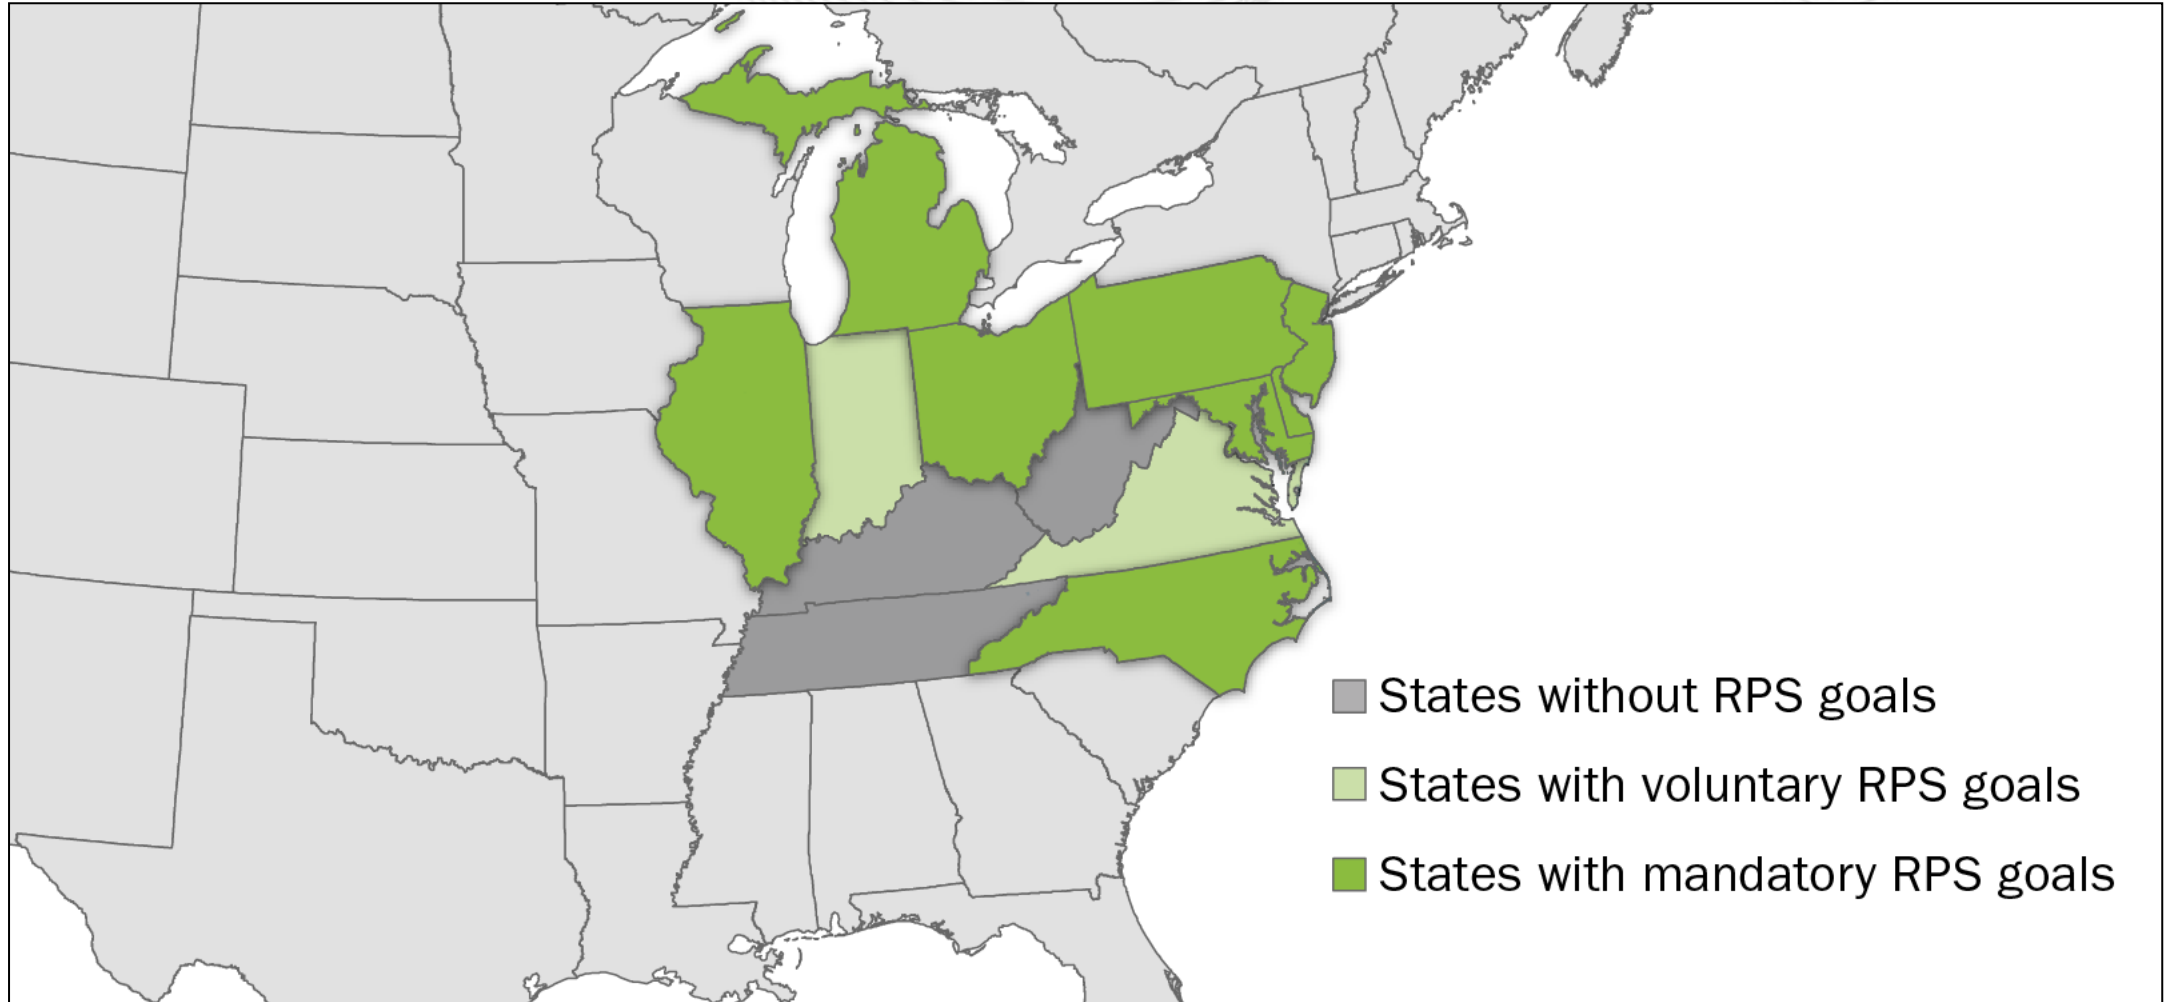 States without RPS goals
States with voluntary RPS goals
States with mandatory RPS goals